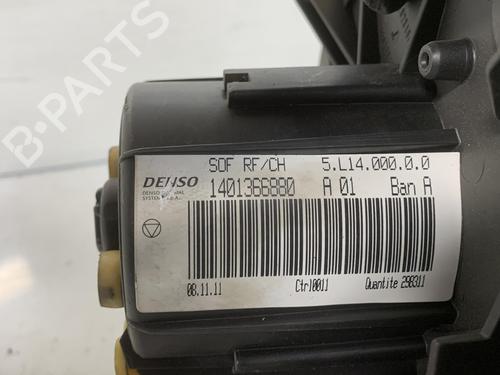 B-PARTS
SOF RF/CH 5.L14.000.0.0
DENSO 1401366880 A 01 Ban A
08.11.11 Ctrl0011 Quantite 298311